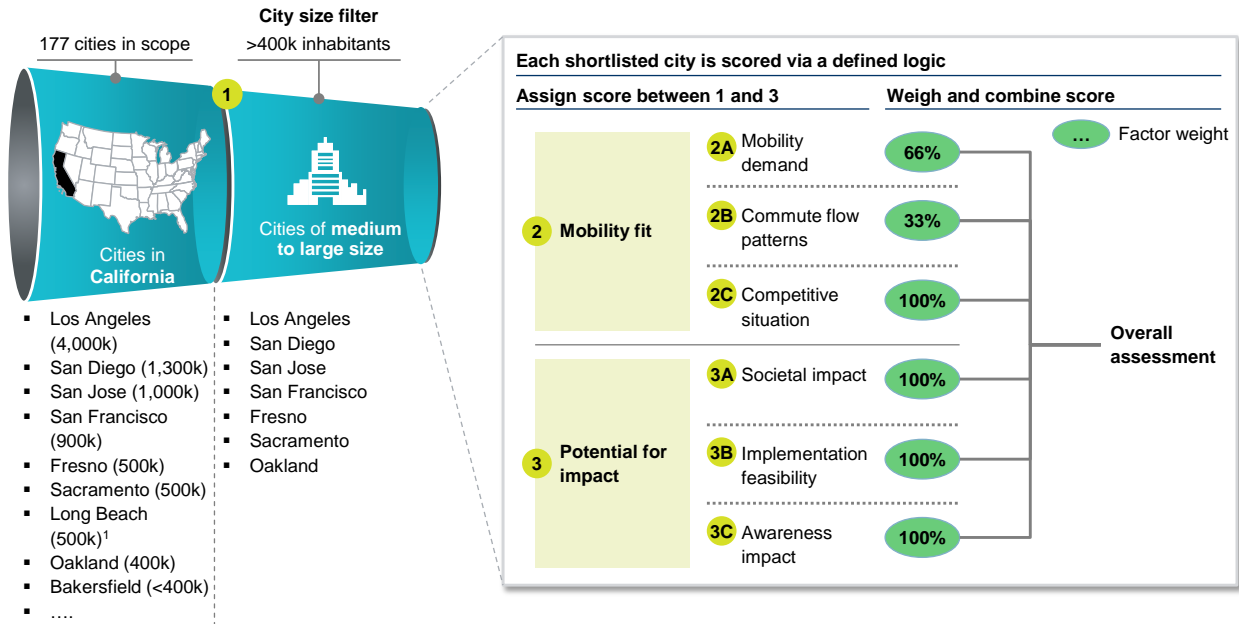 City size filter
177 cities in scope
>400k inhabitants
1
Cities in
California
Cities of medium
to large size
▪ Los Angeles
(4,000k)
▪ San Diego (1,300k)
▪ San Jose (1,000k)
▪ San Francisco
(900k)
▪ Fresno (500k)
▪ Sacramento (500k)
▪ Long Beach
(500k)¹
▪ Oakland (400k)
▪ Bakersfield (<400k)
▪ ….
▪ Los Angeles
▪ San Diego
▪ San Jose
▪ San Francisco
▪ Fresno
▪ Sacramento
▪ Oakland
Each shortlisted city is scored via a defined logic
Assign score between 1 and 3
Weigh and combine score
… Factor weight
2 Mobility fit
2A Mobility
demand
66%
2B Commute flow
patterns
33%
2C Competitive
situation
100%
3 Potential for
impact
3A Societal impact
100%
3B Implementation
feasibility
100%
3C Awareness
impact
100%
Overall
assessment